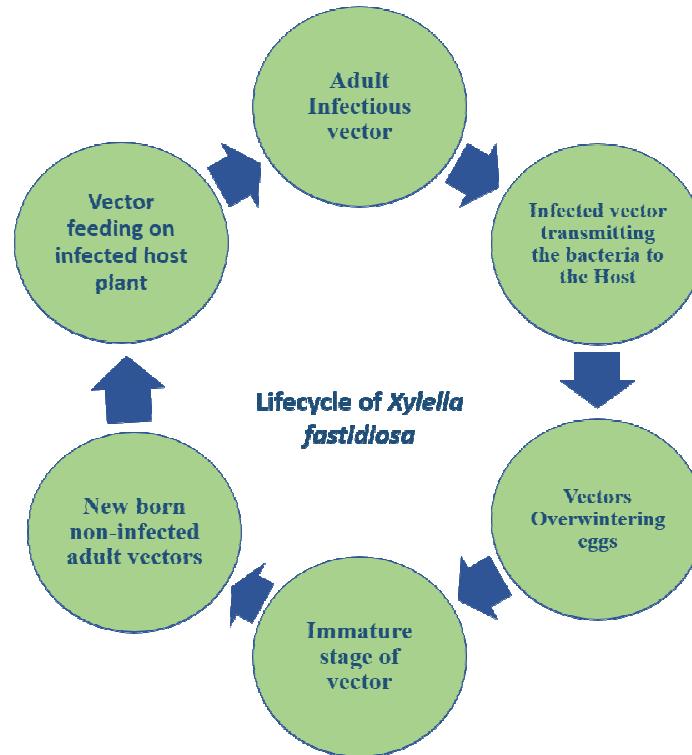 Adult
Infectious
vector
Infected vector
transmitting
the bacteria to
the Host
Vectors
Overwintering
eggs
Immature
stage of
vector
New born
non-infected
adult vectors
Vector
feeding on
infected host
plant
Lifecycle of Xylella
fastidiosa